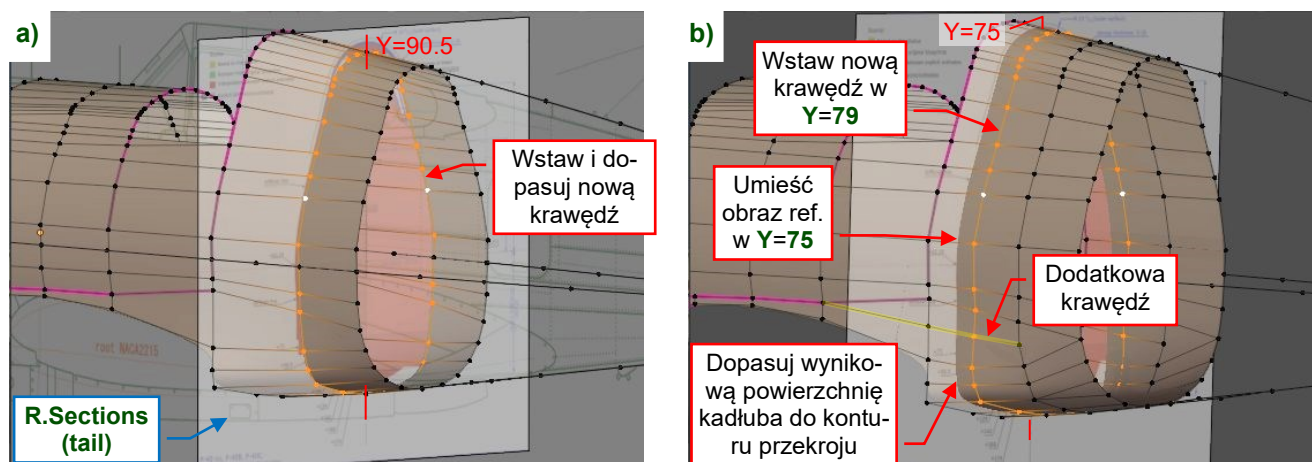 a)
Y=90.5
Wstaw i do-
pasuj nową
krawędź
root NACA2215
R.Sections
(tail)
b)
Y=75
Wstaw nową
krawędź w
Y=79
Umieść
obraz ref.
w Y=75
Dodatkowa
krawędź
Dopasuj wyniko-
wą powierzchnię
kadłuba do kontu-
ru przekroju